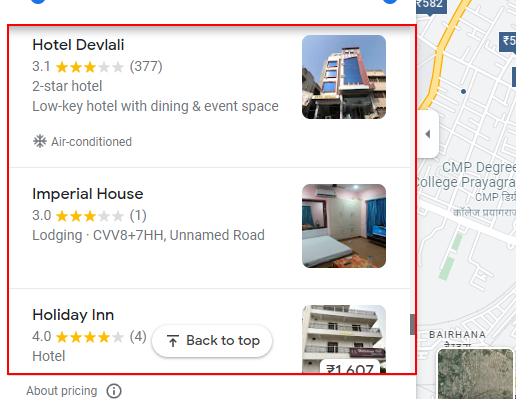 ₹582
₹5
Hotel Devlali
3.1 (377)
2-star hotel
Low-key hotel with dining & event space
Air-conditioned
Imperial House
3.0 (1)
Lodging · CVV8+7HH, Unnamed Road
Holiday Inn
4.0 (4)
Hotel
Back to top
₹1,607
About pricing
CMP Degree
College Prayagra
CMP डिग्री
कॉलेज प्रयागराज
BAIRHANA